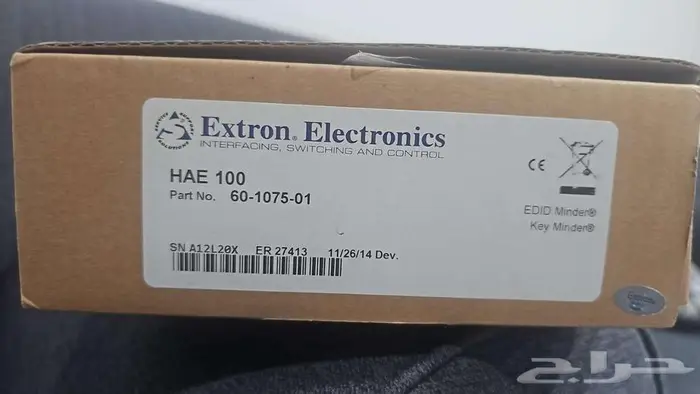 Extron® Electronics
INTERFACING, SWITCHING AND CONTROL
HAE 100
Part No. 60-1075-01
CE
EDID Minder®
Key Minder®
SN A12L20X ER 27413 11/26/14 Dev.
حراج